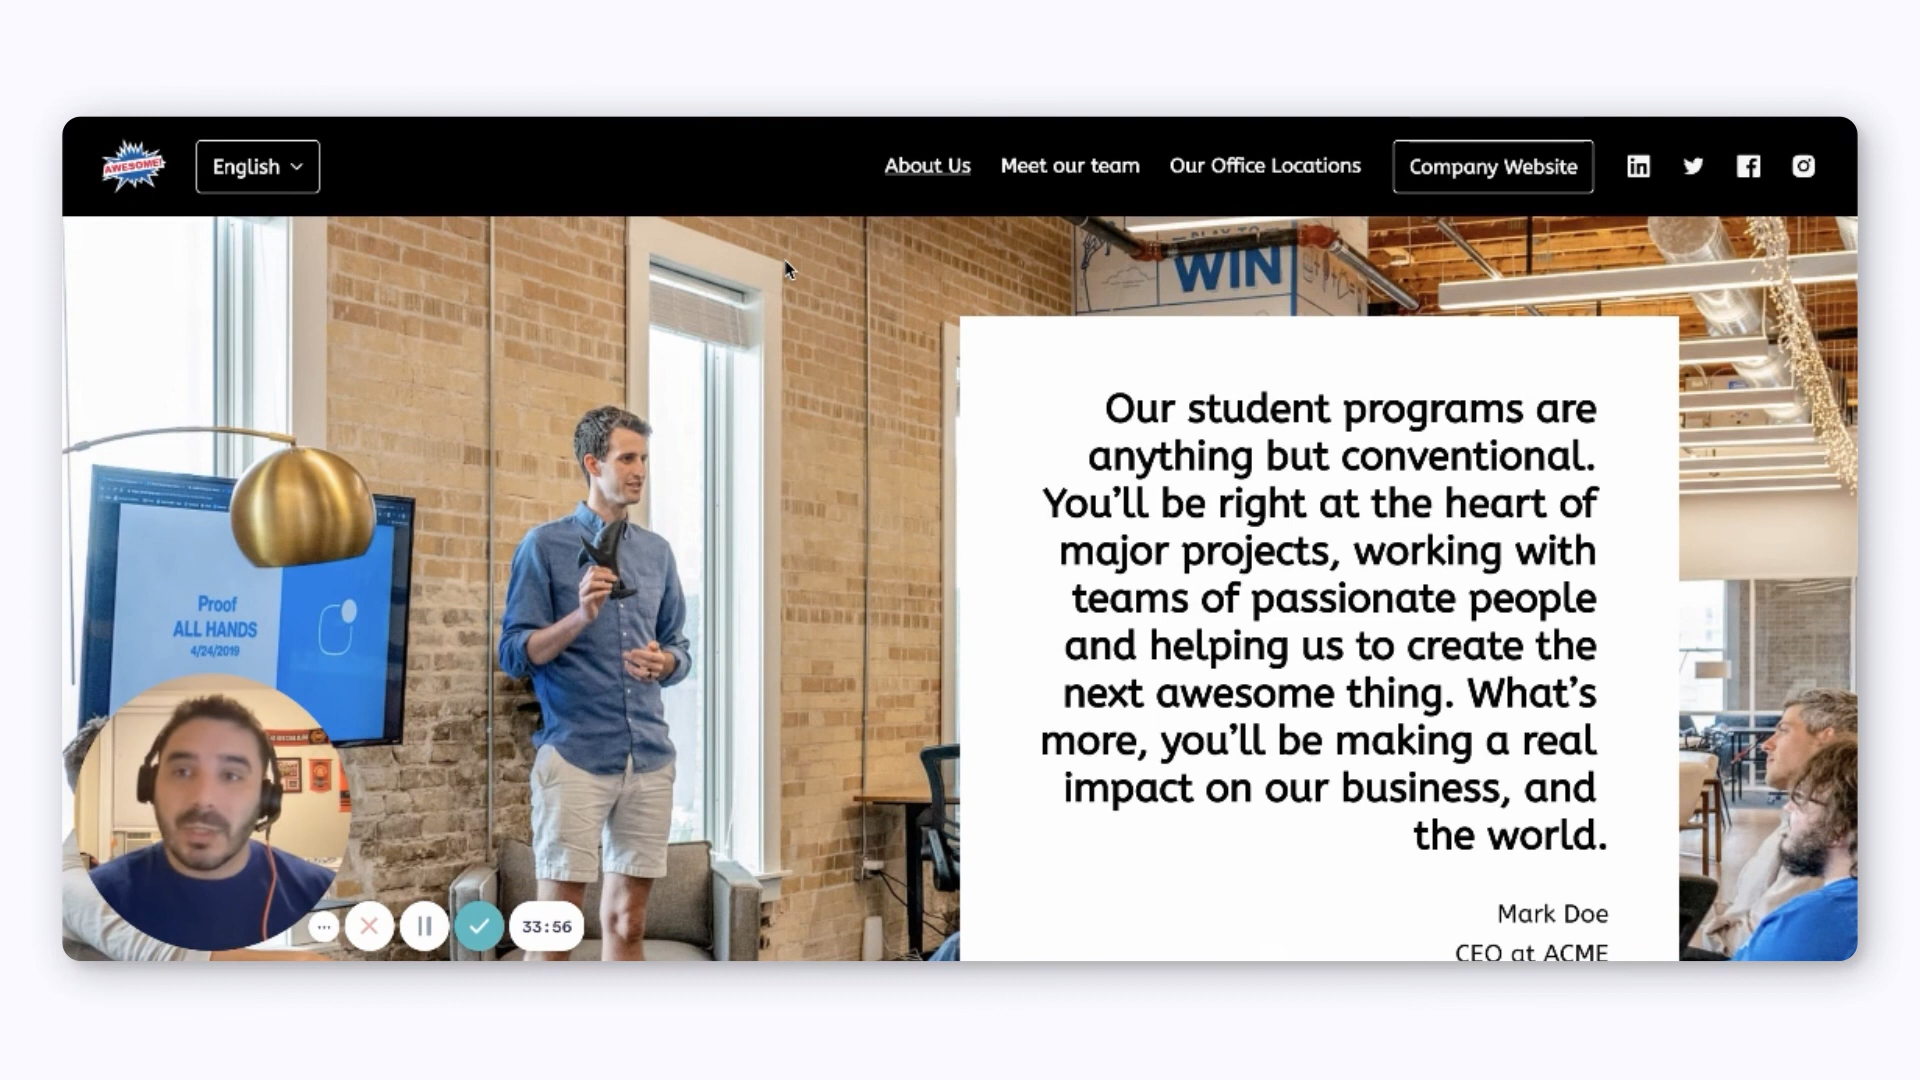 AWESOME!
English
About Us
Meet our team
Our Office Locations
Company Website
WIN
Our student programs are
anything but conventional.
You’ll be right at the heart of
major projects, working with
teams of passionate people
and helping us to create the
next awesome thing. What’s
more, you’ll be making a real
impact on our business, and
the world.
Mark Doe
CEO at ACME
Proof
ALL HANDS
4/24/2019
33:56